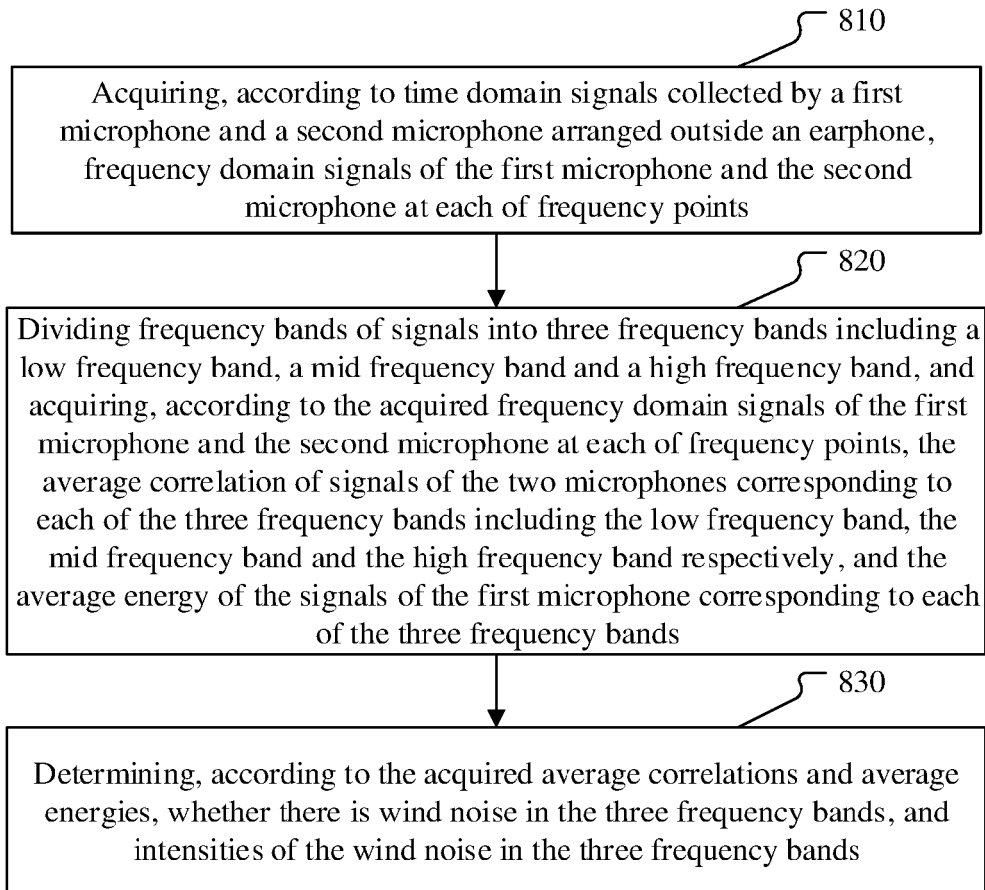 810
Acquiring, according to time domain signals collected by a first
microphone and a second microphone arranged outside an earphone,
frequency domain signals of the first microphone and the second
microphone at each of frequency points
820
Dividing frequency bands of signals into three frequency bands including a
low frequency band, a mid frequency band and a high frequency band, and
acquiring, according to the acquired frequency domain signals of the first
microphone and the second microphone at each of frequency points, the
average correlation of signals of the two microphones corresponding to
each of the three frequency bands including the low frequency band, the
mid frequency band and the high frequency band respectively, and the
average energy of the signals of the first microphone corresponding to each
of the three frequency bands
830
Determining, according to the acquired average correlations and average
energies, whether there is wind noise in the three frequency bands, and
intensities of the wind noise in the three frequency bands